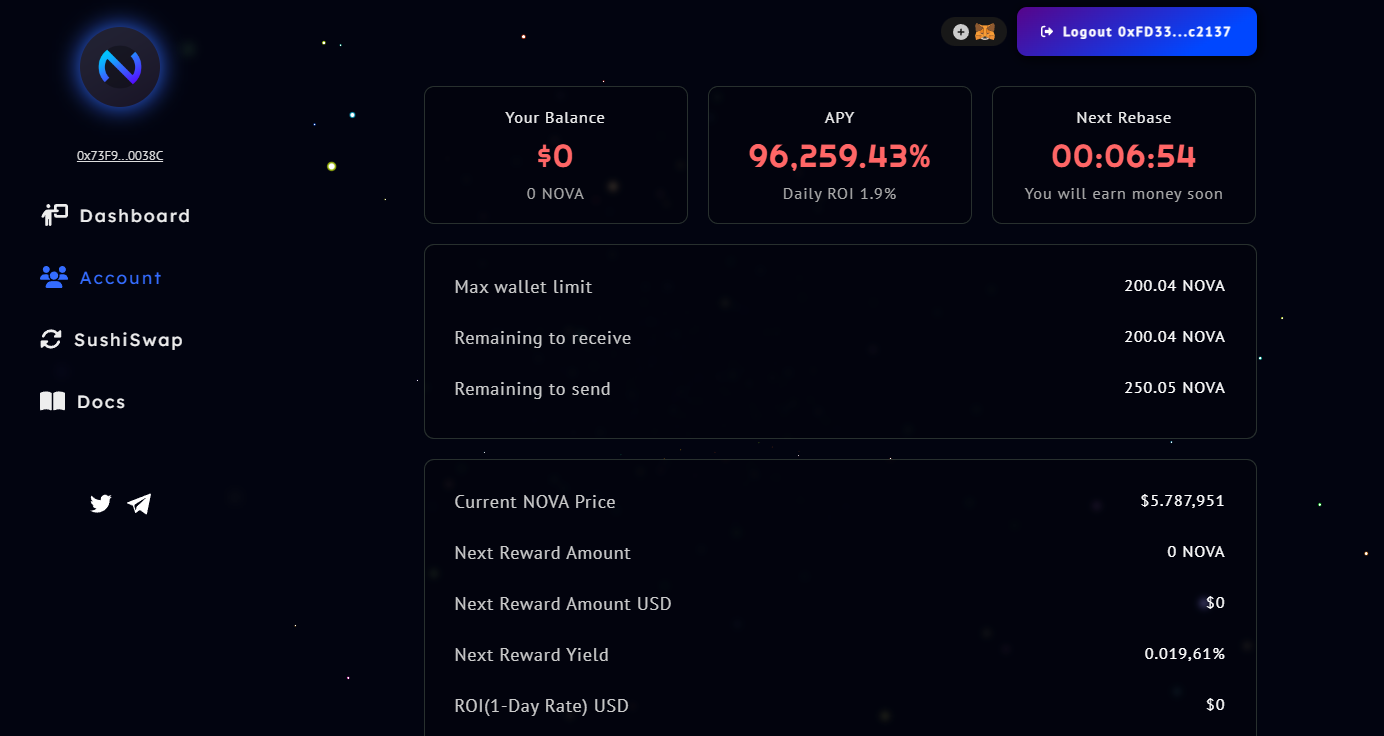 Logout 0xFD33...c2137
0x73F9...0038C
Dashboard
Account
SushiSwap
Docs
Your Balance
$0
0 NOVA
APY
96,259.43%
Daily ROI 1.9%
Next Rebase
00:06:54
You will earn money soon
Max wallet limit 200.04 NOVA
Remaining to receive 200.04 NOVA
Remaining to send 250.05 NOVA
Current NOVA Price $5.787,951
Next Reward Amount 0 NOVA
Next Reward Amount USD $0
Next Reward Yield 0.019,61%
ROI(1-Day Rate) USD $0